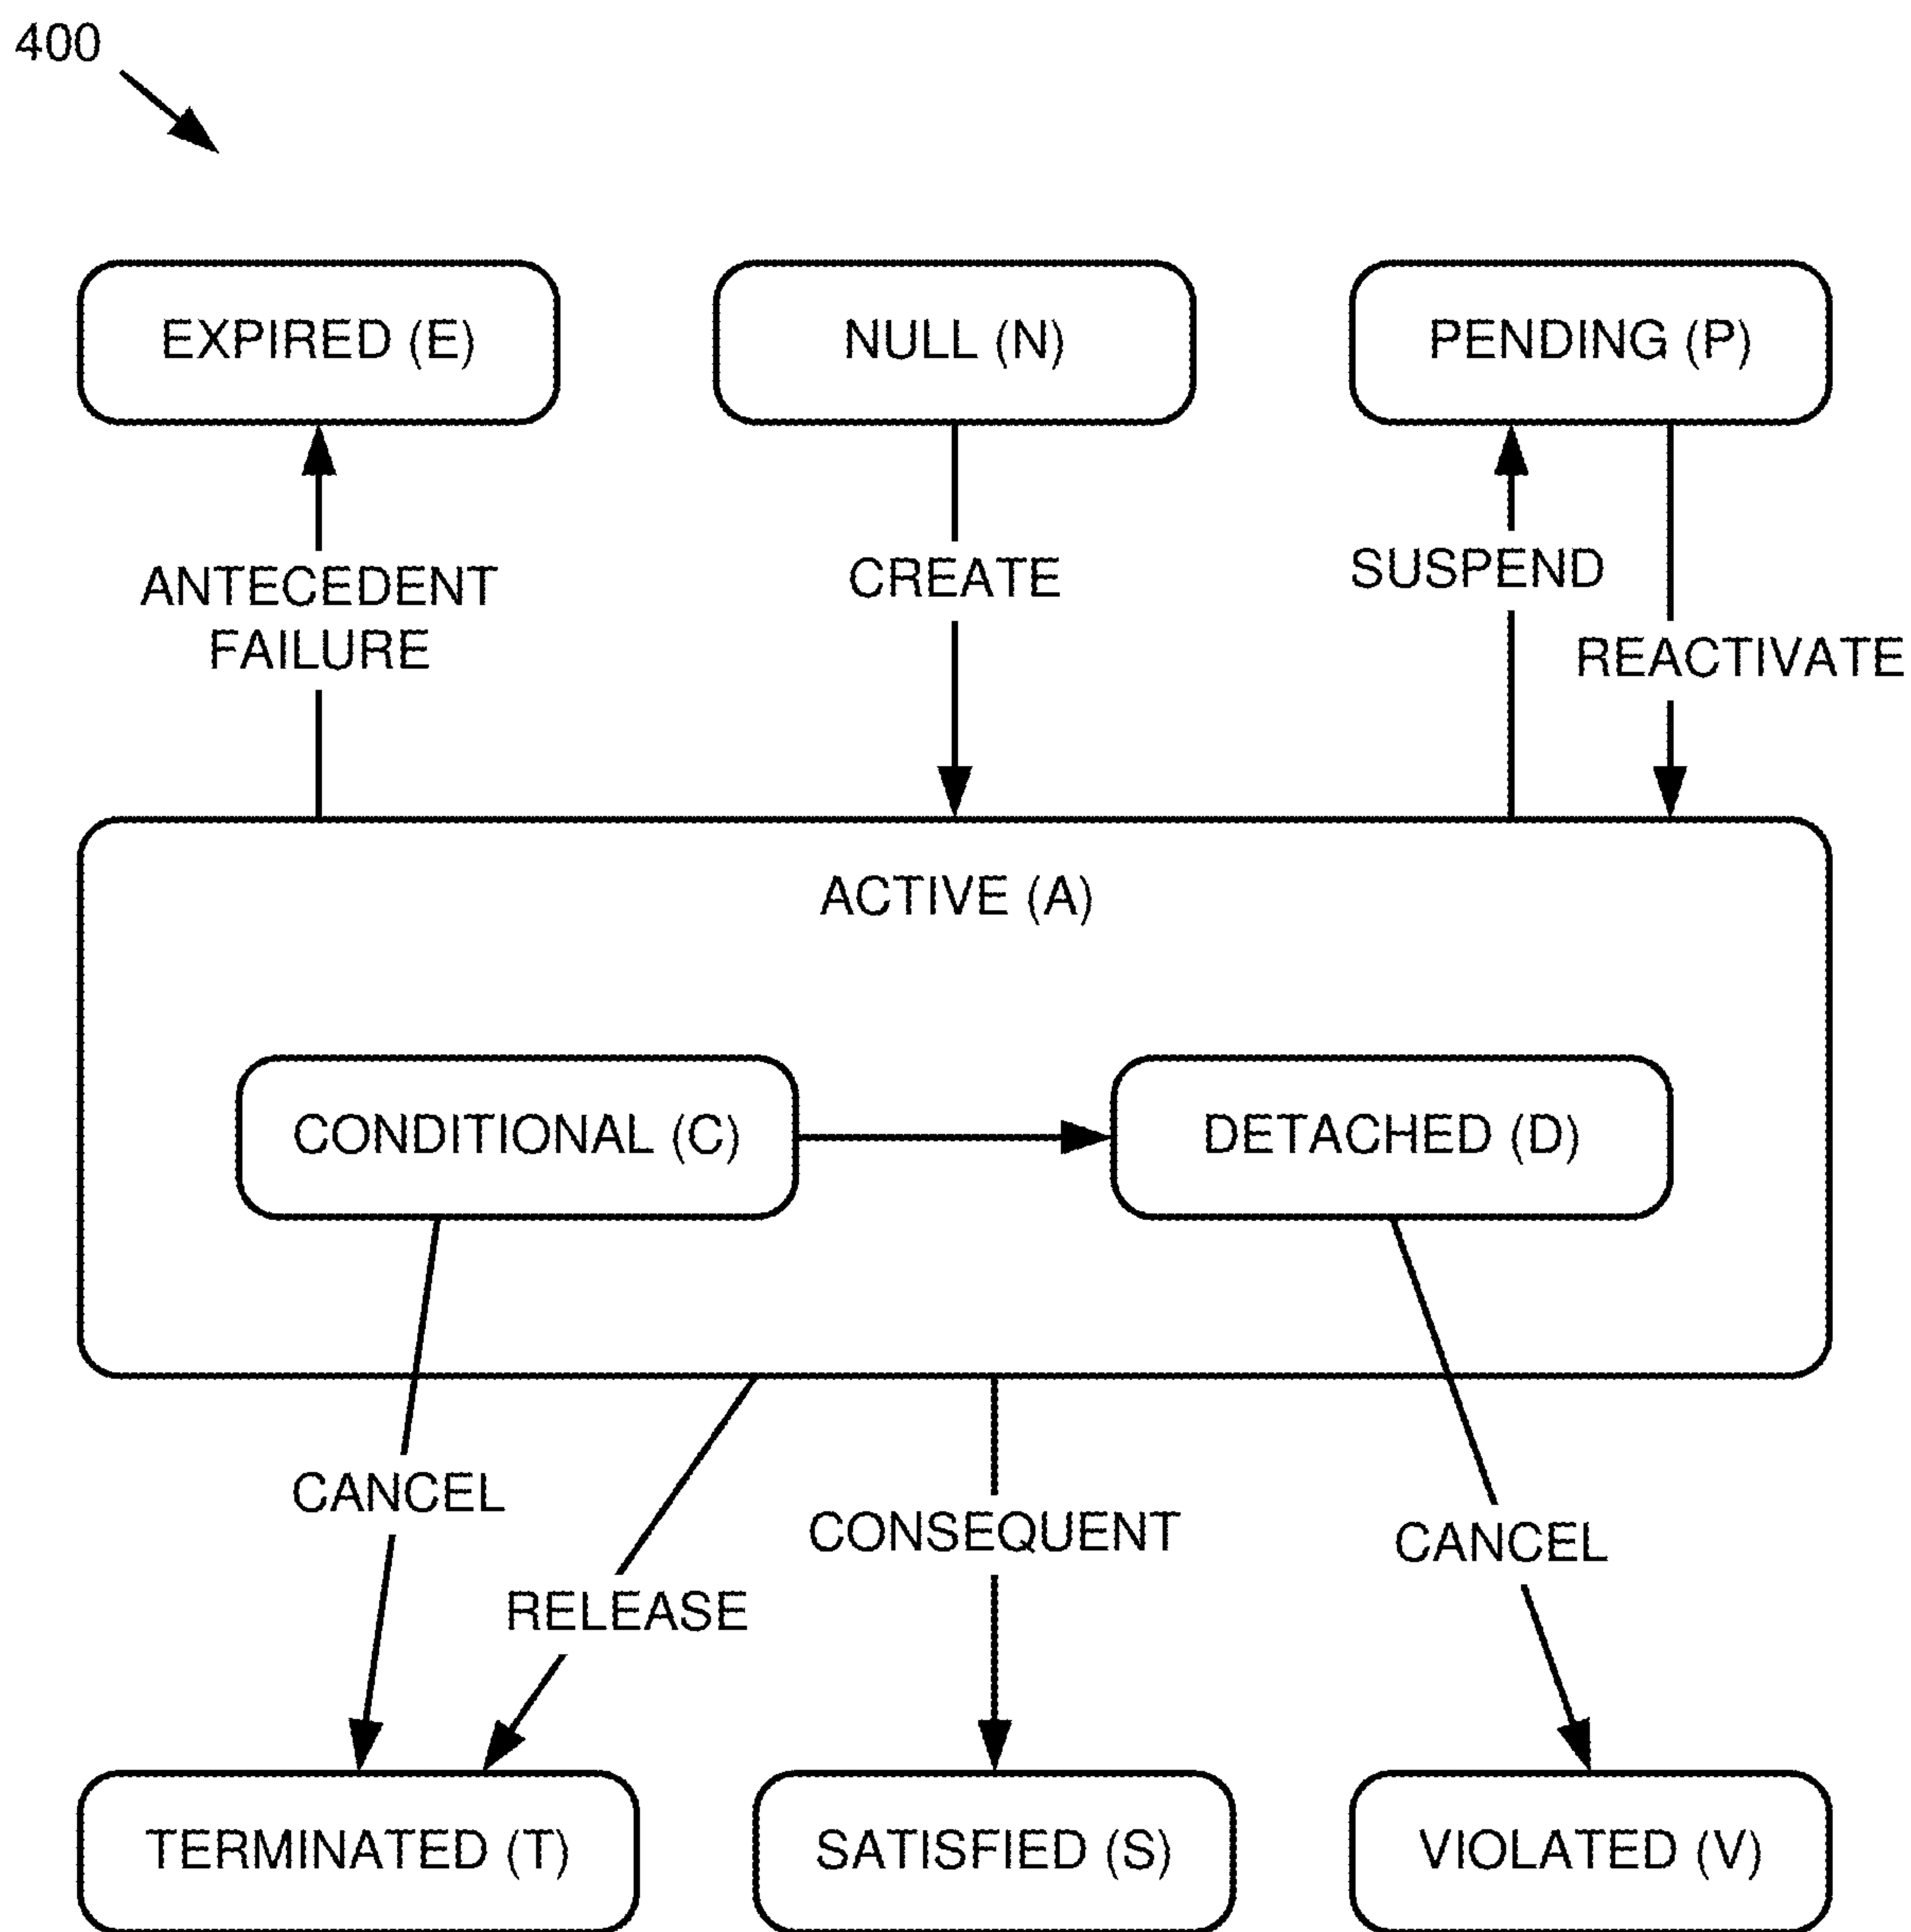 400
EXPIRED (E)
NULL (N)
PENDING (P)
ANTECEDENT
FAILURE
CREATE
SUSPEND
REACTIVATE
ACTIVE (A)
CONDITIONAL (C)
DETACHED (D)
CANCEL
RELEASE
CONSEQUENT
CANCEL
TERMINATED (T)
SATISFIED (S)
VIOLATED (V)